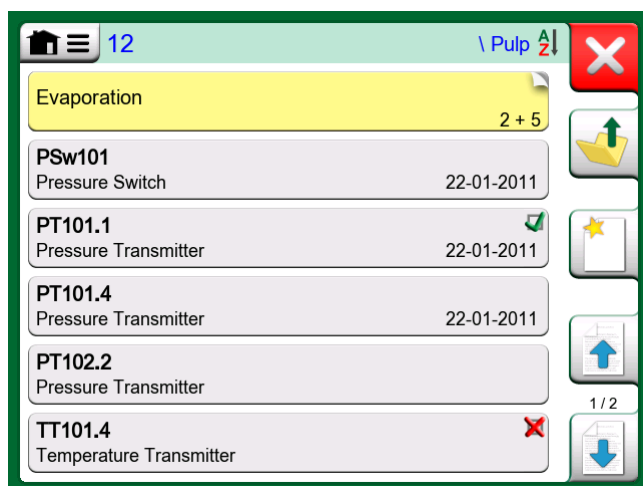 12 \ Pulp AZ
Evaporation
2 + 5
PSw101
Pressure Switch 22-01-2011
PT101.1
Pressure Transmitter 22-01-2011
PT101.4
Pressure Transmitter 22-01-2011
PT102.2
Pressure Transmitter
1 / 2
TT101.4
Temperature Transmitter